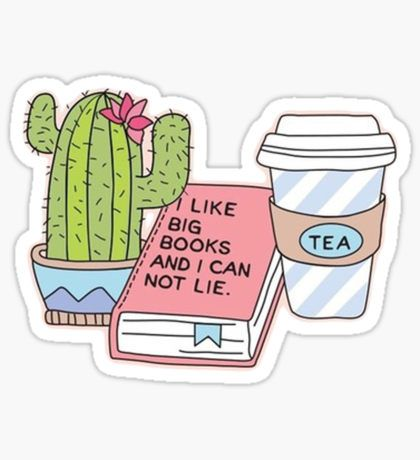 I LIKE
BIG
BOOKS
AND I CAN
NOT LIE.
TEA